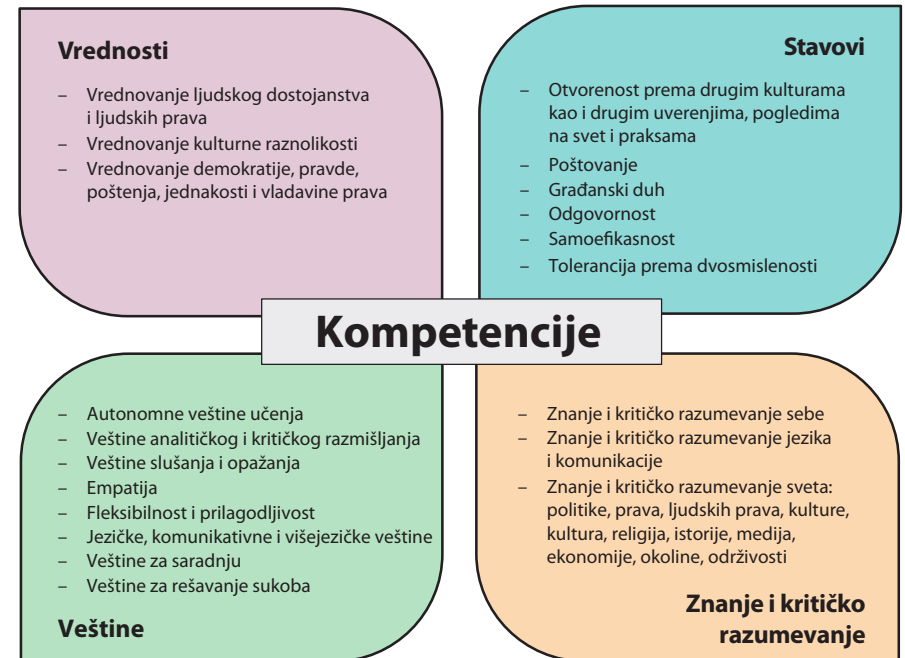 Vrednosti
– Vrednovanje ljudskog dostojanstva
i ljudskih prava
– Vrednovanje kulturne raznolikosti
– Vrednovanje demokratije, pravde,
poštenja, jednakosti i vladavine prava
Stavovi
– Otvorenost prema drugim kulturama
kao i drugim uverenjima, pogledima
na svet i praksama
– Poštovanje
– Građanski duh
– Odgovornost
– Samoefikasnost
– Tolerancija prema dvosmislenosti
Kompetencije
– Autonomne veštine učenja
– Veštine analitičkog i kritičkog razmišljanja
– Veštine slušanja i opažanja
– Empatija
– Fleksibilnost i prilagodljivost
– Jezičke, komunikativne i višejezičke veštine
– Veštine za saradnju
– Veštine za rešavanje sukoba
Veštine
– Znanje i kritičko razumevanje sebe
– Znanje i kritičko razumevanje jezika
i komunikacije
– Znanje i kritičko razumevanje sveta:
politike, prava, ljudskih prava, kulture,
kultura, religija, istorije, medija,
ekonomije, okoline, održivosti
Znanje i kritičko
razumevanje